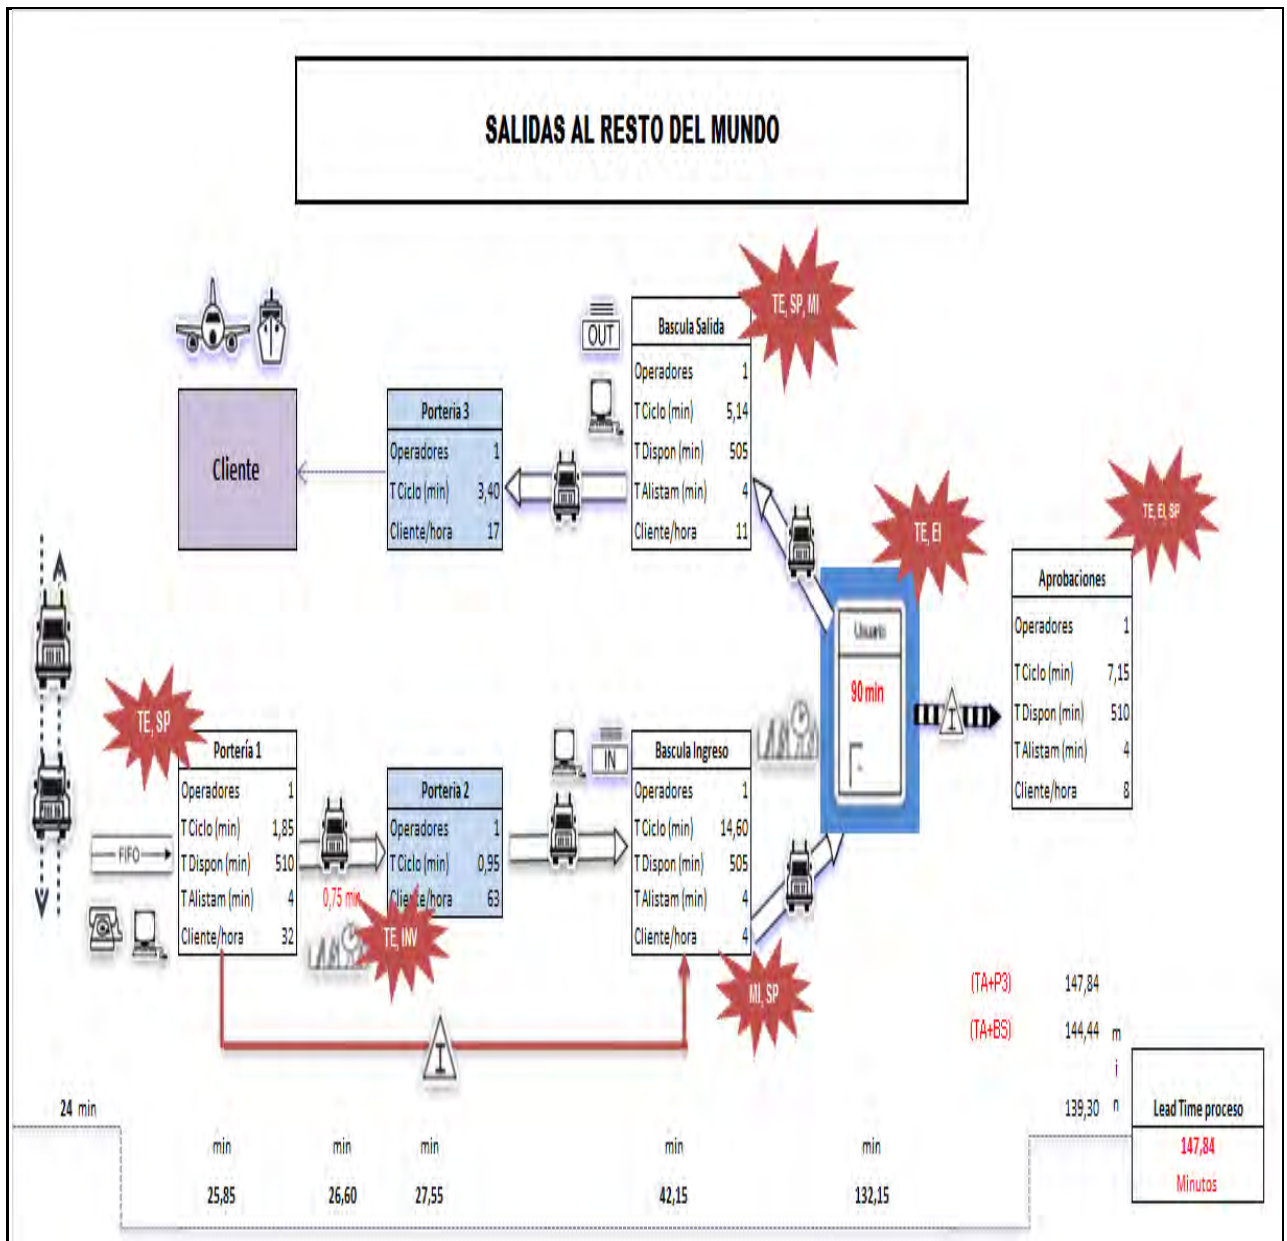 SALIDAS AL RESTO DEL MUNDO
TE, SP, MI
OUT
Bascula Salida
Operadores 1
T Ciclo (min) 5,14
T Dispon (min) 505
T Alistam (min) 4
Cliente/hora 11
Porteria 3
Operadores 1
T Ciclo (min) 3,40
Cliente/hora 17
Cliente
TE, EI
TE, EI, SP
Aprobaciones
Operadores 1
T Ciclo (min) 7,15
T Dispon (min) 510
T Alistam (min) 4
Cliente/hora 8
Usuario
90 min
I
TE, SP
FIFO
Portería 1
Operadores 1
T Ciclo (min) 1,85
T Dispon (min) 510
T Alistam (min) 4
Cliente/hora 32
0,75 min
TE, INV
Porteria 2
Operadores 1
T Ciclo (min) 0,95
Cliente/hora 63
IN
Bascula Ingreso
Operadores 1
T Ciclo (min) 14,60
T Dispon (min) 505
T Alistam (min) 4
Cliente/hora 4
MI, SP
I
(TA+P3) 147,84
(TA+BS) 144,44
min
139,30
Lead Time proceso
147,84
Minutos
24 min
min min min min min
25,85 26,60 27,55 42,15 132,15